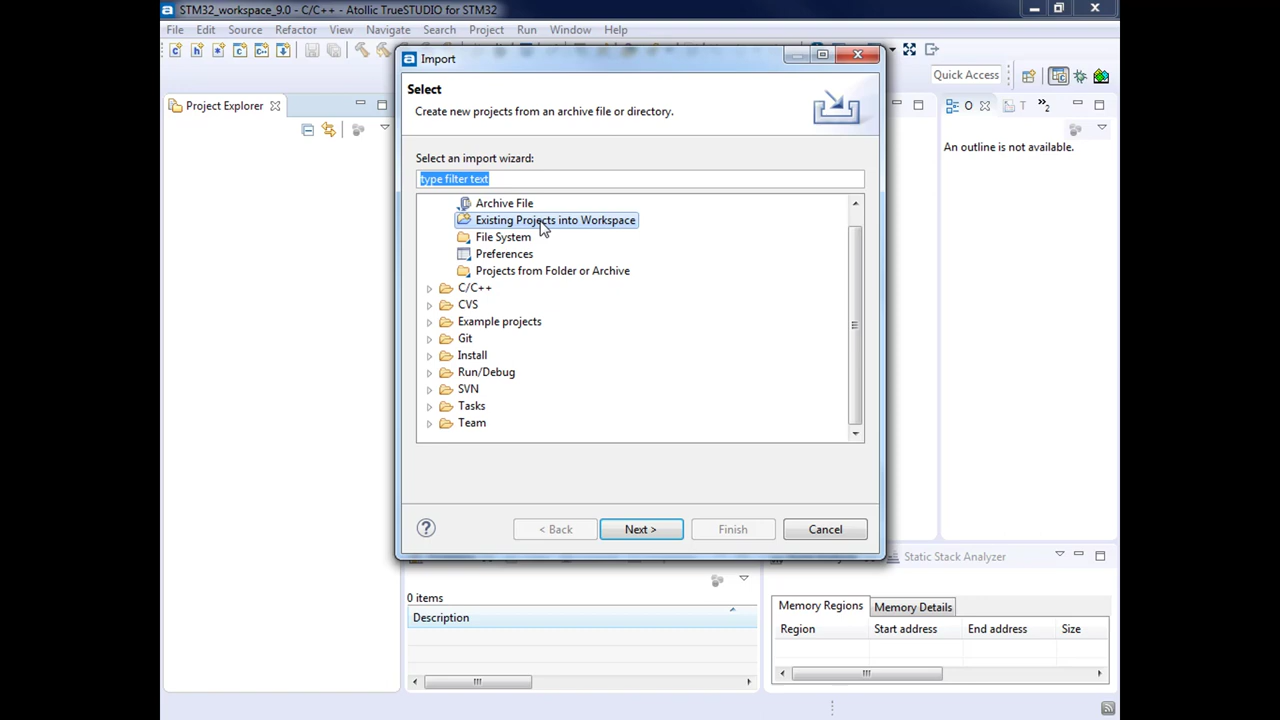 STM32_workspace_9.0 - C/C++ - Atollic TrueSTUDIO for STM32
File Edit Source Refactor View Navigate Search Project Run Window Help
Import
Quick Access
Select
Create new projects from an archive file or directory.
Project Explorer
O
T
An outline is not available.
Select an import wizard:
type filter text
Archive File
Existing Projects into Workspace
File System
Preferences
Projects from Folder or Archive
C/C++
CVS
Example projects
Git
Install
Run/Debug
SVN
Tasks
Team
< Back Next > Finish Cancel
Static Stack Analyzer
0 items
Description
Memory Regions Memory Details
Region Start address End address Size